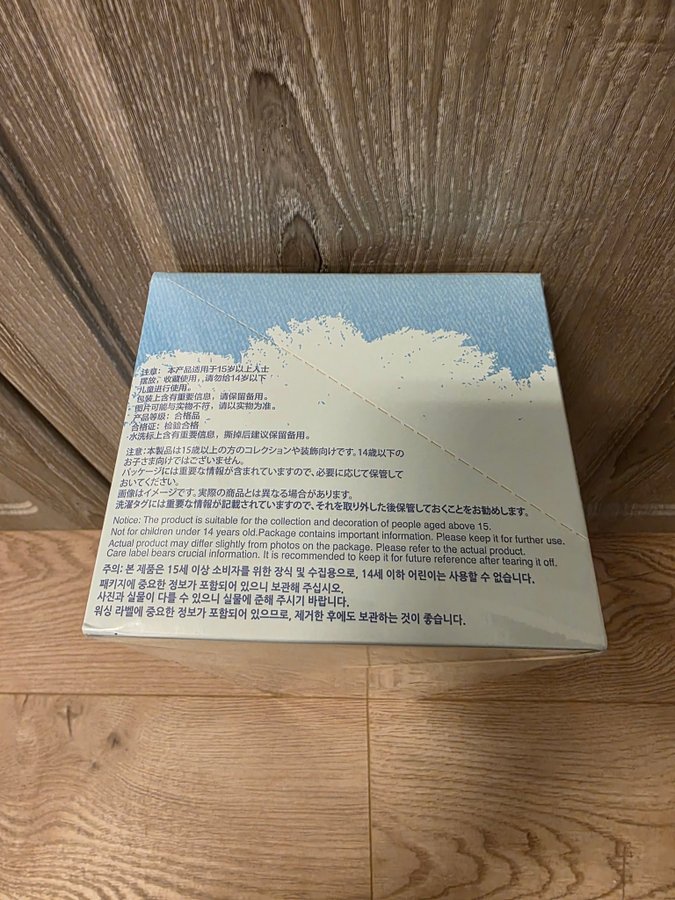 注意： 本产品适用于15岁以上人士
摆放、收藏使用，请勿给14岁以下
儿童进行使用。
包装上含有重要信息，请保留备用。
图片可能与实物不符，请以实物为准。
产品等级：合格品
合格证：检验合格
水洗标上含有重要信息，撕掉后建议保留备用。
注意：本製品は15歳以上の方のコレクションや装飾向けです。14歳以下の
お子さま向けではございません。
パッケージには重要な情報が含まれていますので、必要に応じて保管して
おいてください。
画像はイメージです。実際の商品とは異なる場合があります。
洗濯タグには重要な情報が記載されていますので、それを取り外した後保管しておくことをお勧めします。
Notice: The product is suitable for the collection and decoration of people aged above 15.
Not for children under 14 years old.Package contains important information. Please keep it for further use.
Actual product may differ slightly from photos on the package. Please refer to the actual product.
Care label bears crucial information. It is recommended to keep it for future reference after tearing it off.
주의: 본 제품은 15세 이상 소비자를 위한 장식 및 수집용으로, 14세 이하 어린이는 사용할 수 없습니다.
패키지에 중요한 정보가 포함되어 있으니 보관해 주십시오.
사진과 실물이 다를 수 있으니 실물에 준해 주시기 바랍니다.
워싱 라벨에 중요한 정보가 포함되어 있으므로, 제거한 후에도 보관하는 것이 좋습니다.